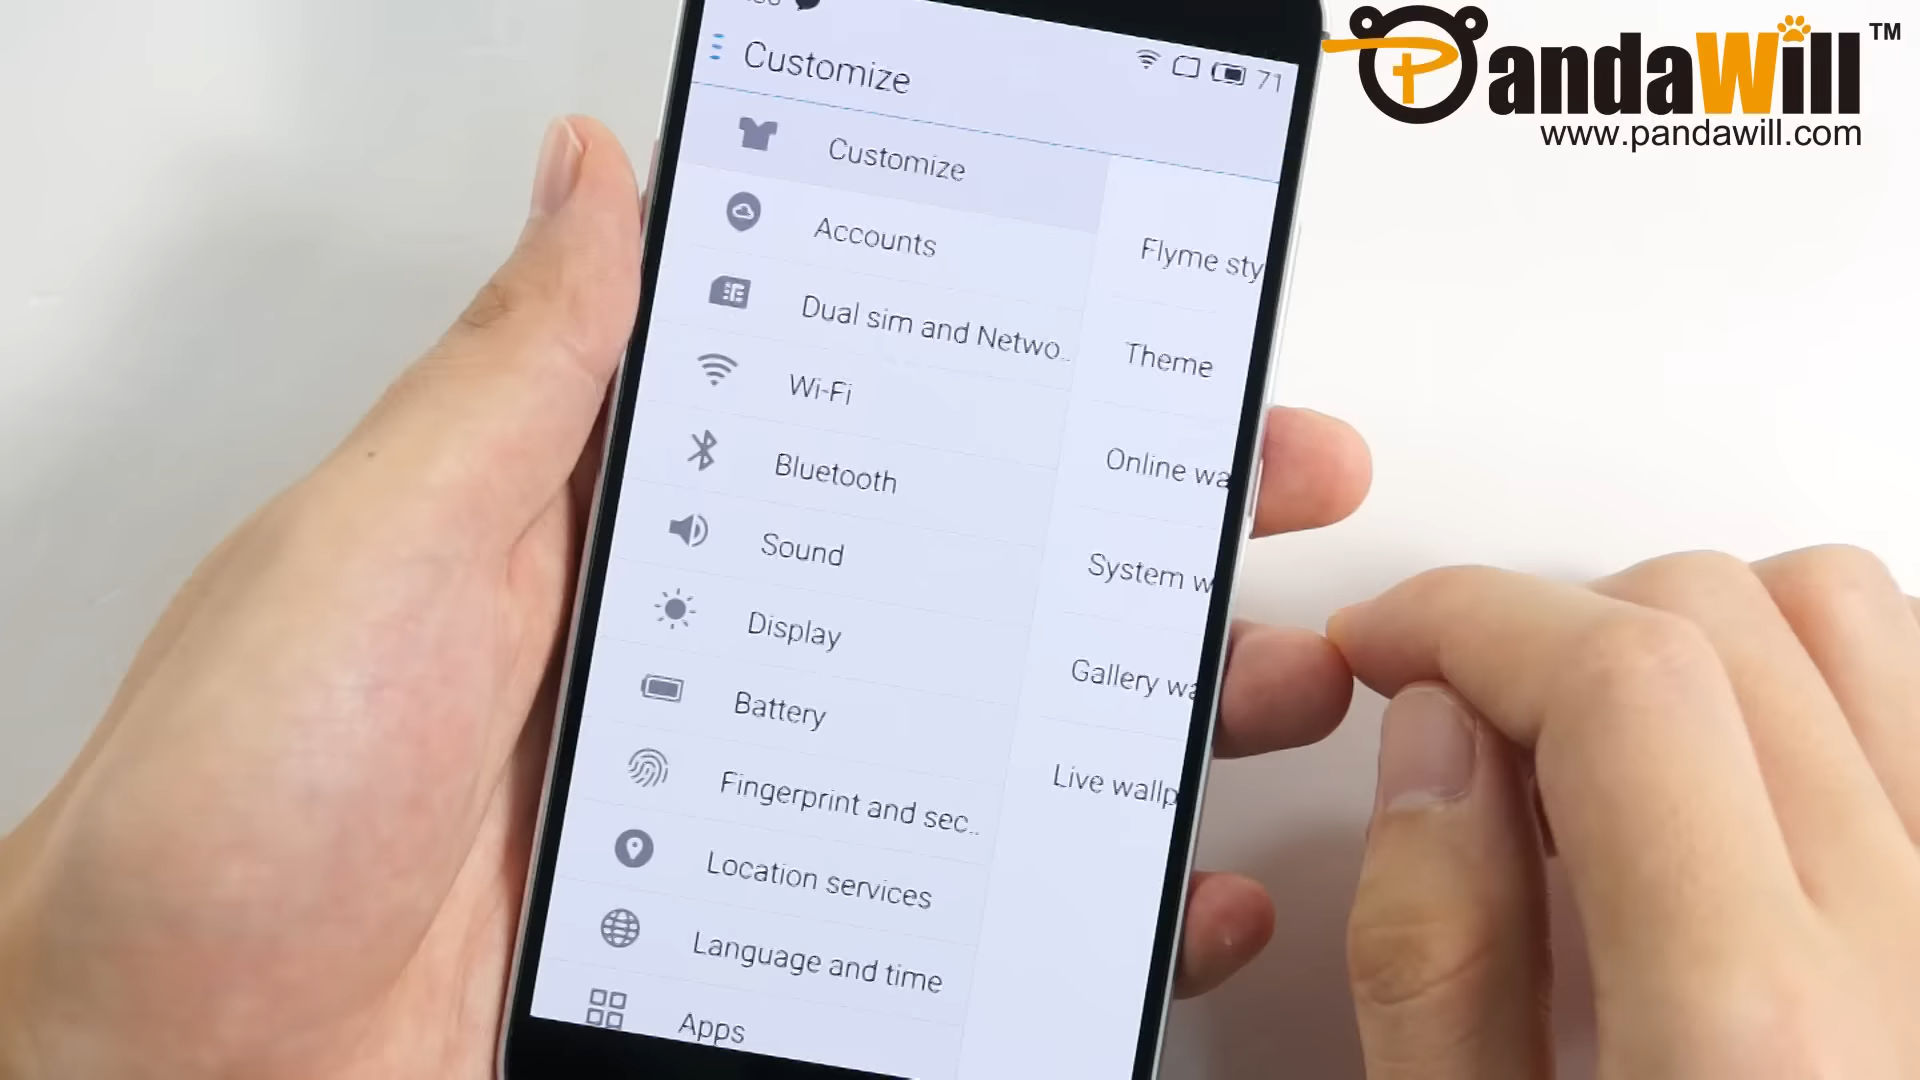 PandaWill™
www.pandawill.com
71
Customize
Customize
Accounts
Dual sim and Netwo..
Wi-Fi
Bluetooth
Sound
Display
Battery
Fingerprint and sec..
Location services
Language and time
Apps
Flyme sty
Theme
Online wa
System w
Gallery wa
Live wallp